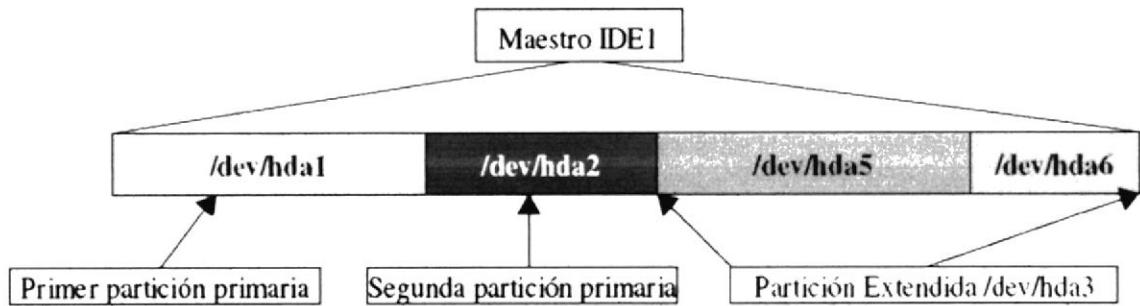 Maestro IDE1
/dev/hda1 /dev/hda2 /dev/hda5 /dev/hda6
Primer partición primaria Segunda partición primaria Partición Extendida /dev/hda3